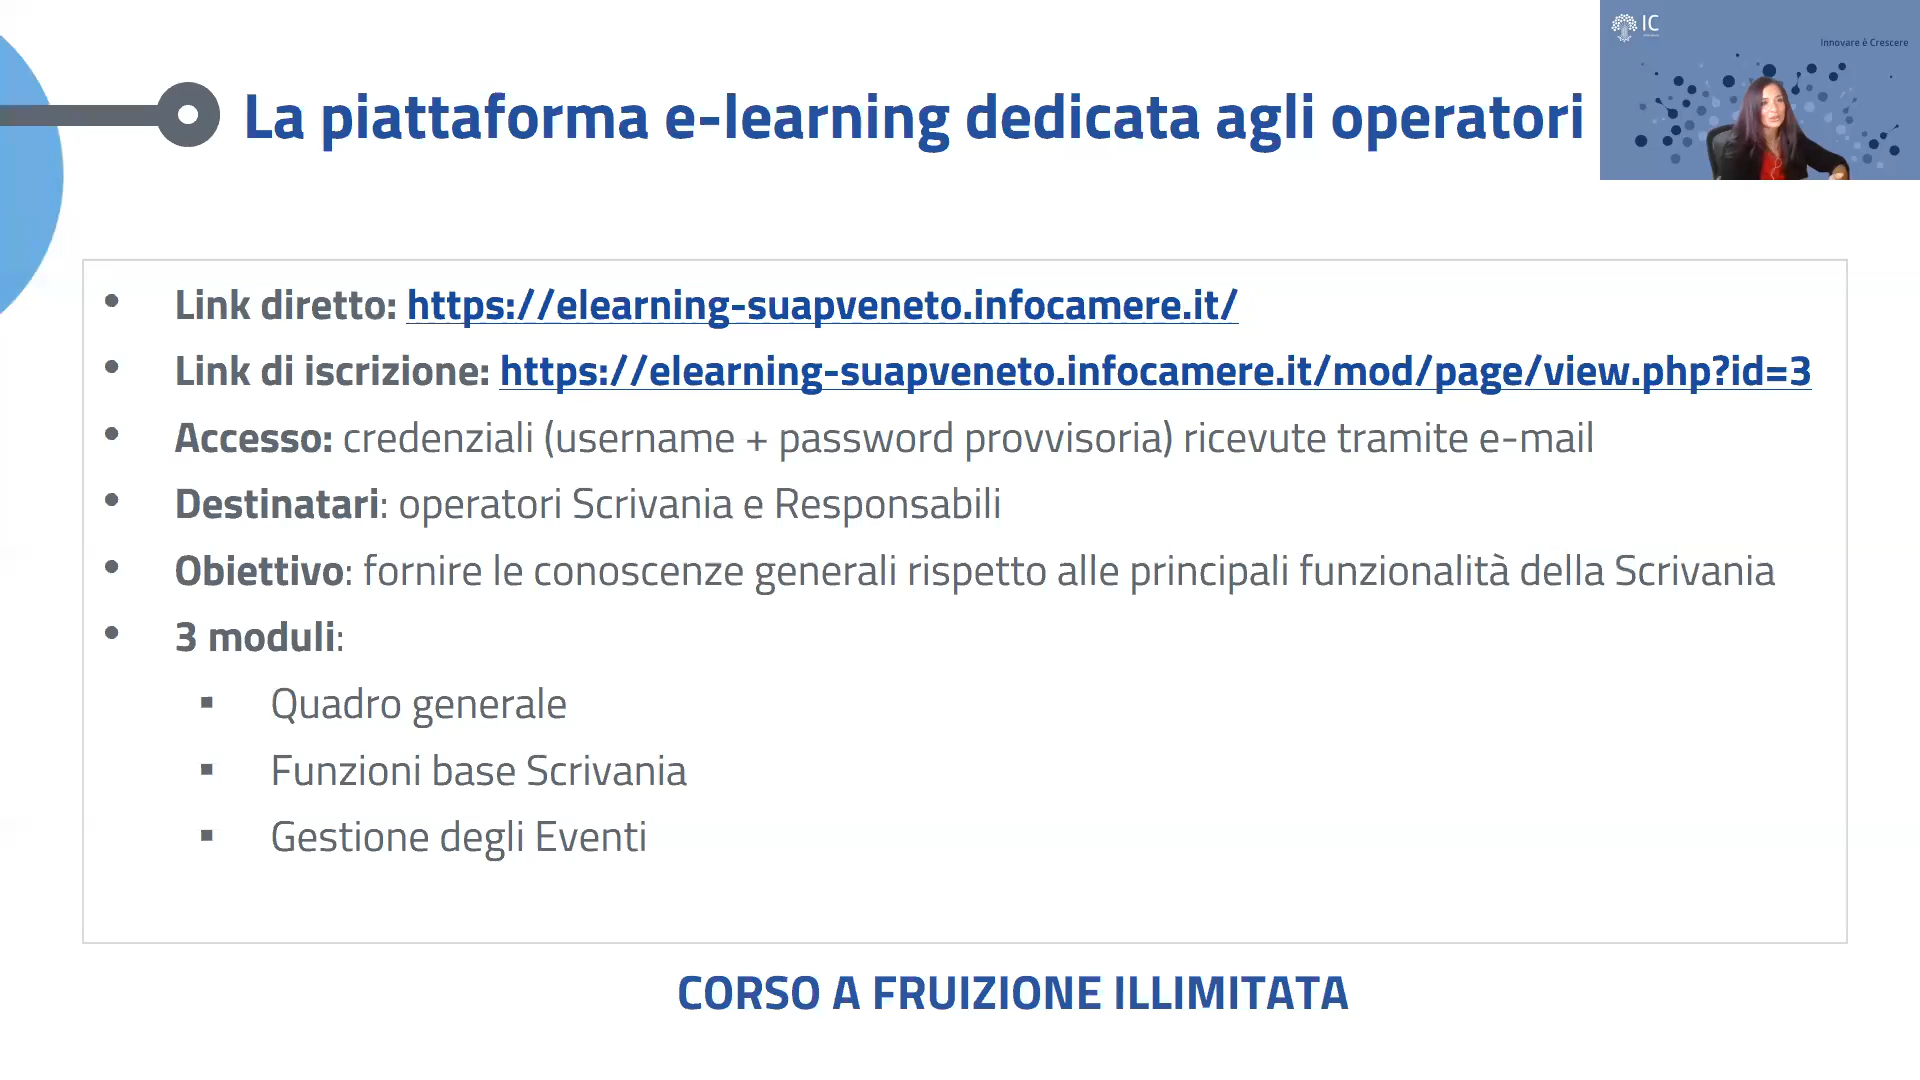 IC
Innovare è Crescere
La piattaforma e-learning dedicata agli operatori
• Link diretto: https://elearning-suapveneto.infocamere.it/
• Link di iscrizione: https://elearning-suapveneto.infocamere.it/mod/page/view.php?id=3
• Accesso: credenziali (username + password provvisoria) ricevute tramite e-mail
• Destinatari: operatori Scrivania e Responsabili
• Obiettivo: fornire le conoscenze generali rispetto alle principali funzionalità della Scrivania
• 3 moduli:
▪ Quadro generale
▪ Funzioni base Scrivania
▪ Gestione degli Eventi
CORSO A FRUIZIONE ILLIMITATA